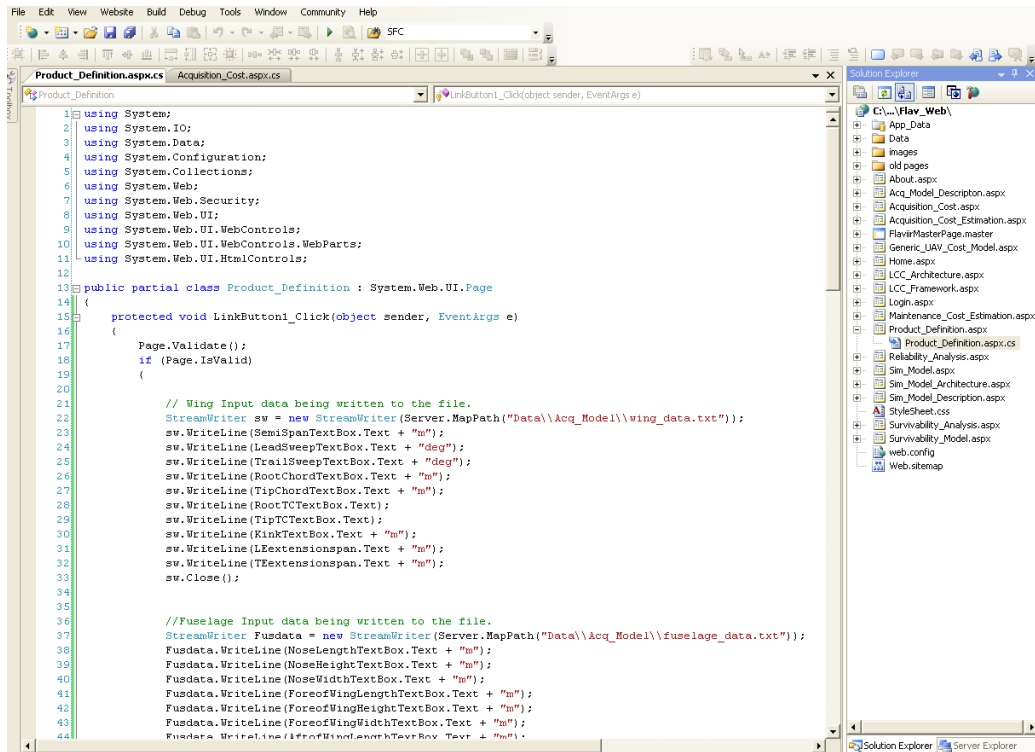 File Edit View Website Build Debug Tools Window Community Help
SFC
Product_Definition.aspx.cs Acquisition_Cost.aspx.cs
Toolbox
Product_Definition LinkButton1_Click(object sender, EventArgs e)
1 using System;
2 using System.IO;
3 using System.Data;
4 using System.Configuration;
5 using System.Collections;
6 using System.Web;
7 using System.Web.Security;
8 using System.Web.UI;
9 using System.Web.UI.WebControls;
10 using System.Web.UI.WebControls.WebParts;
11 using System.Web.UI.HtmlControls;
12
13 public partial class Product_Definition : System.Web.UI.Page
14 {
15 protected void LinkButton1_Click(object sender, EventArgs e)
16 {
17 Page.Validate();
18 if (Page.IsValid)
19 {
20
21 // Wing Input data being written to the file.
22 StreamWriter sw = new StreamWriter(Server.MapPath("Data\\Acq_Model\\wing_data.txt"));
23 sw.WriteLine(SemiSpanTextBox.Text + "m");
24 sw.WriteLine(LeadSweepTextBox.Text + "deg");
25 sw.WriteLine(TrailSweepTextBox.Text + "deg");
26 sw.WriteLine(RootChordTextBox.Text + "m");
27 sw.WriteLine(TipChordTextBox.Text + "m");
28 sw.WriteLine(RootTCTextBox.Text);
29 sw.WriteLine(TipTCTextBox.Text);
30 sw.WriteLine(KinkTextBox.Text + "m");
31 sw.WriteLine(LEextensionspan.Text + "m");
32 sw.WriteLine(TEextensionspan.Text + "m");
33 sw.Close();
34
35
36 //Fuselage Input data being written to the file.
37 StreamWriter Fusdata = new StreamWriter(Server.MapPath("Data\\Acq_Model\\fuselage_data.txt"));
38 Fusdata.WriteLine(NoseLengthTextBox.Text + "m");
39 Fusdata.WriteLine(NoseHeightTextBox.Text + "m");
40 Fusdata.WriteLine(NoseWidthTextBox.Text + "m");
41 Fusdata.WriteLine(ForeofWingLengthTextBox.Text + "m");
42 Fusdata.WriteLine(ForeofWingHeightTextBox.Text + "m");
43 Fusdata.WriteLine(ForeofWingWidthTextBox.Text + "m");
44 Fusdata.WriteLine(AftofWingLengthTextBox.Text + "m");
Solution Explorer
C:\...\Flav_Web\
App_Data
Data
images
old pages
About.aspx
Acq_Model_Descripton.aspx
Acquisition_Cost.aspx
Acquisition_Cost_Estimation.aspx
FlaviirMasterPage.master
Generic_UAV_Cost_Model.aspx
Home.aspx
LCC_Architecture.aspx
LCC_Framework.aspx
Login.aspx
Maintenance_Cost_Estimation.aspx
Product_Definition.aspx
Product_Definition.aspx.cs
Reliability_Analysis.aspx
Sim_Model.aspx
Sim_Model_Architecture.aspx
Sim_Model_Description.aspx
StyleSheet.css
Survivability_Analysis.aspx
Survivability_Model.aspx
web.config
Web.sitemap
Solution Explorer Server Explorer